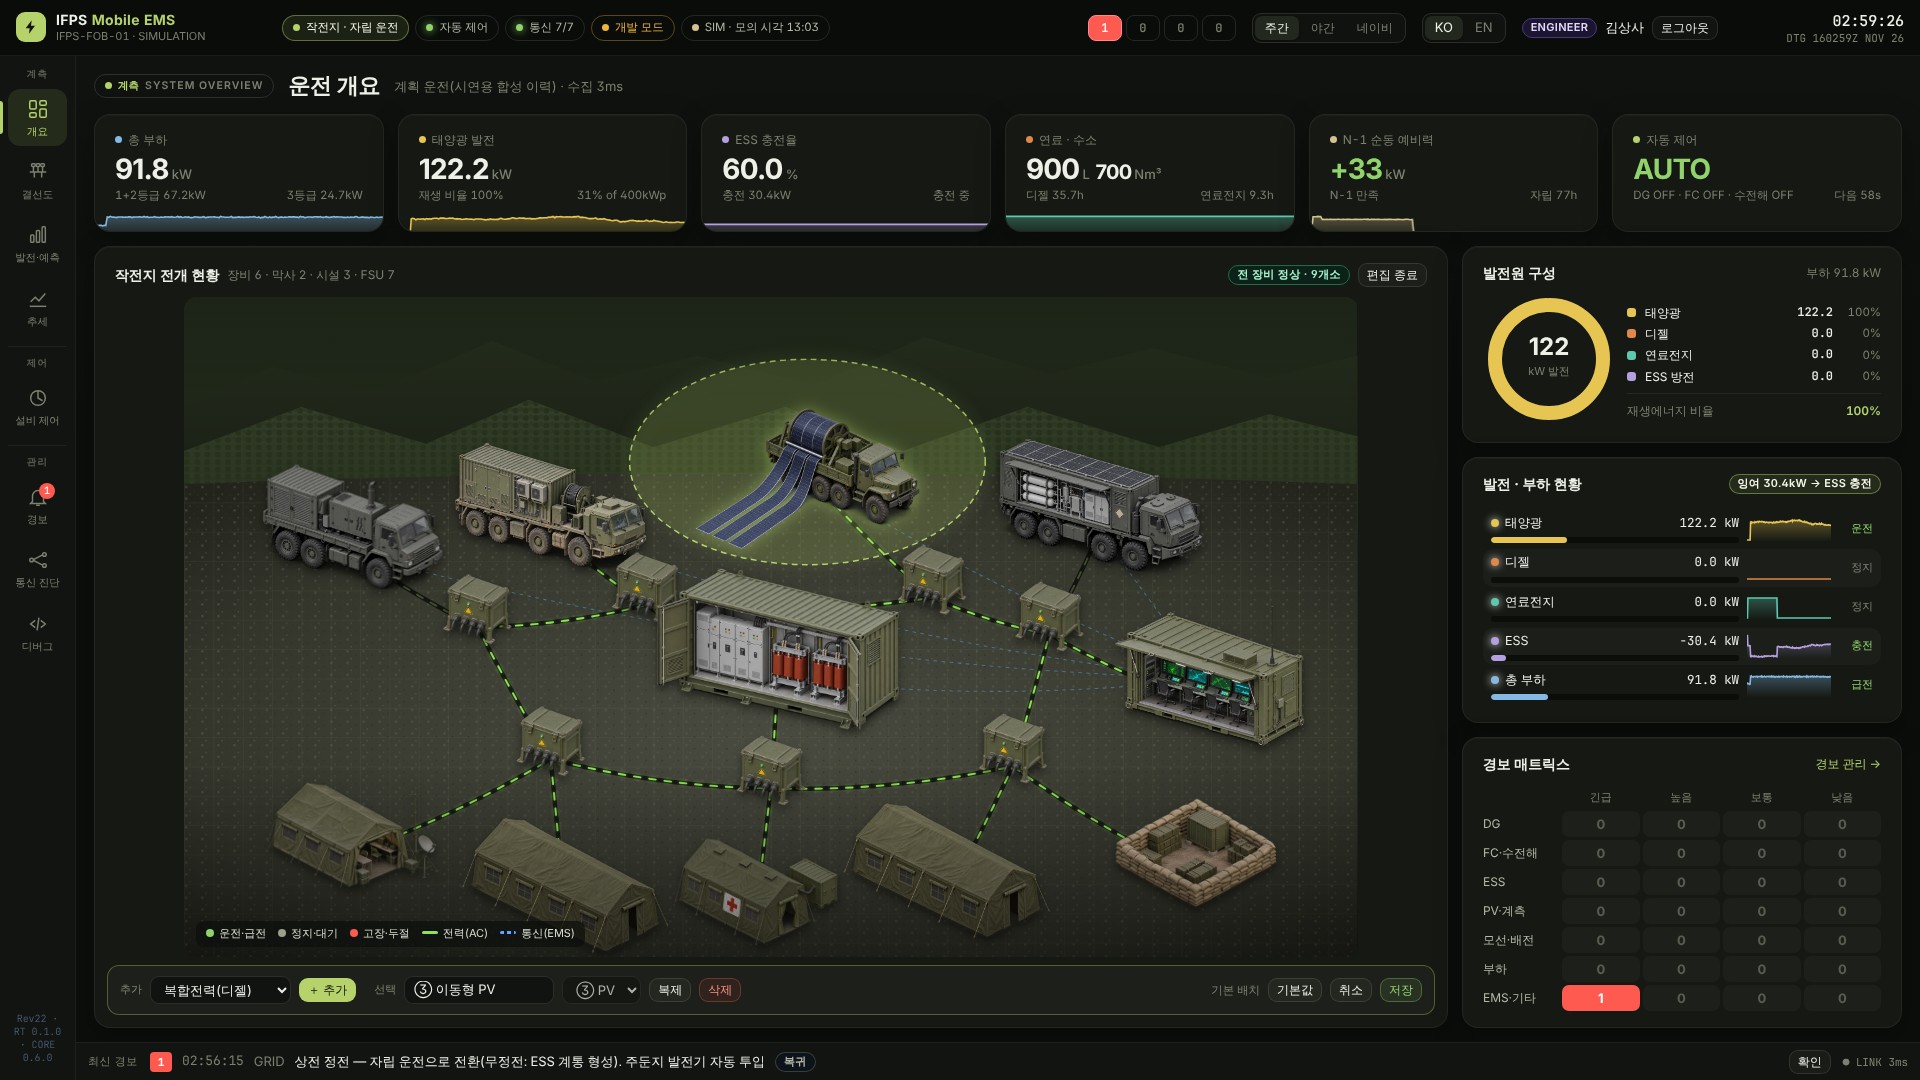 IFPS Mobile EMS
IFPS-FOB-01 · SIMULATION
작전지 · 자립 운전
자동 제어
통신 7/7
개발 모드
SIM · 모의 시각 13:03
1 0 0 0
주간 야간 네이비
KO EN
ENGINEER 김상사 로그아웃
02:59:26
DTG 160259Z NOV 26
계측
개요
결선도
발전·예측
추세
제어
설비 제어
관리
1
경보
통신 진단
디버그
Rev22 ·
RT 0.1.0
· CORE
0.6.0
계측 SYSTEM OVERVIEW
운전 개요
계획 운전(시연용 합성 이력) · 수집 3ms
총 부하
91.8 kW
1+2등급 67.2kW 3등급 24.7kW
태양광 발전
122.2 kW
재생 비율 100% 31% of 400kWp
ESS 충전율
60.0 %
충전 30.4kW 충전 중
연료 · 수소
900 L 700 Nm³
디젤 35.7h 연료전지 9.3h
N-1 순동 예비력
+33 kW
N-1 만족 자립 77h
자동 제어
AUTO
DG OFF · FC OFF · 수전해 OFF 다음 58s
작전지 전개 현황 장비 6 · 막사 2 · 시설 3 · FSU 7
전 장비 정상 · 9개소 편집 종료
운전·급전 정지·대기 고장·두절 전력(AC) 통신(EMS)
추가 복합전력(디젤) + 추가 선택 ③ 이동형 PV ③ PV 복제 삭제
기본 배치 기본값 취소 저장
발전원 구성 부하 91.8 kW
122
kW 발전
태양광 122.2 100%
디젤 0.0 0%
연료전지 0.0 0%
ESS 방전 0.0 0%
재생에너지 비율 100%
발전 · 부하 현황 잉여 30.4kW → ESS 충전
태양광 122.2 kW 운전
디젤 0.0 kW 정지
연료전지 0.0 kW 정지
ESS -30.4 kW 충전
총 부하 91.8 kW 급전
경보 매트릭스 경보 관리 →
긴급 높음 보통 낮음
DG 0 0 0 0
FC·수전해 0 0 0 0
ESS 0 0 0 0
PV·계측 0 0 0 0
모선·배전 0 0 0 0
부하 0 0 0 0
EMS·기타 1 0 0 0
최신 경보 1 02:56:15 GRID 상전 정전 — 자립 운전으로 전환(무정전: ESS 계통 형성). 주둔지 발전기 자동 투입 복귀
확인 LINK 3ms